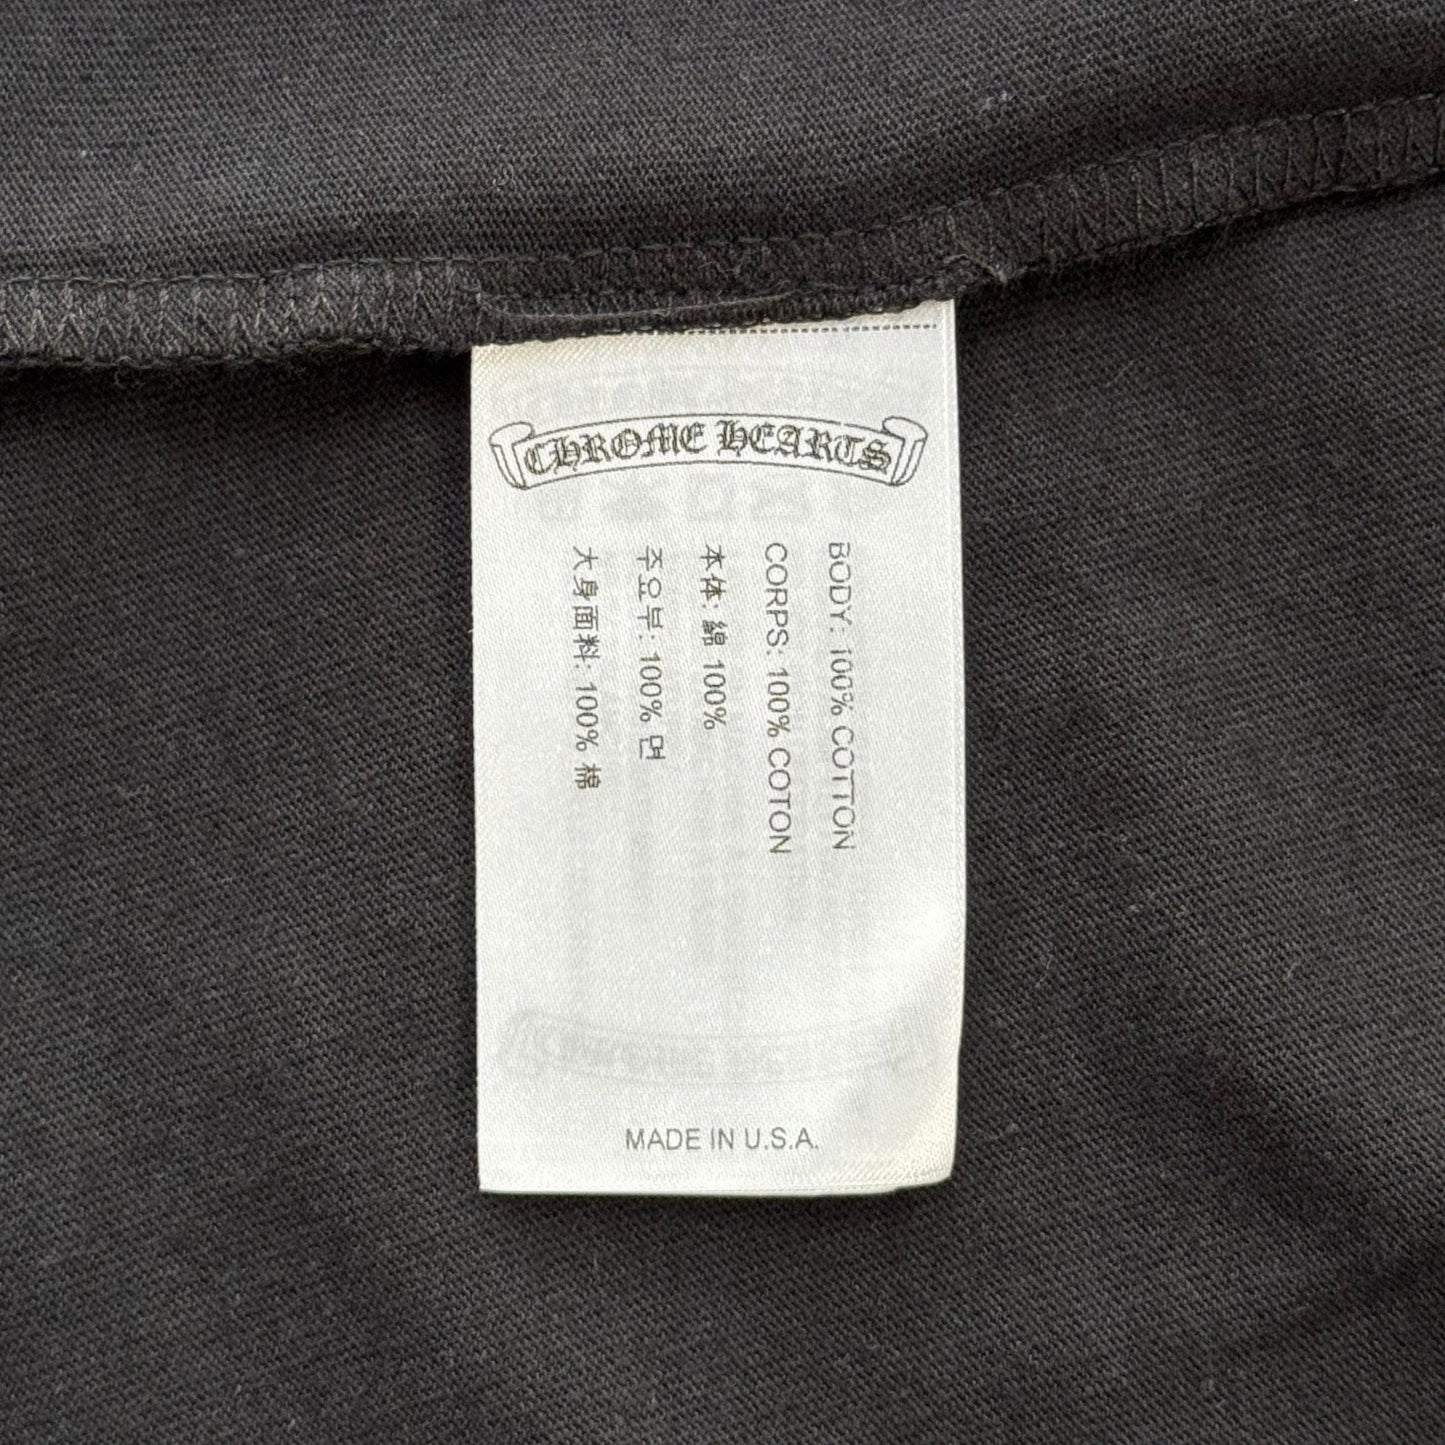 CHROME HEARTS
BODY: 100% COTTON
CORPS: 100% COTON
本体: 綿 100%
주요부: 100% 면
大身面料: 100% 棉
MADE IN U.S.A.